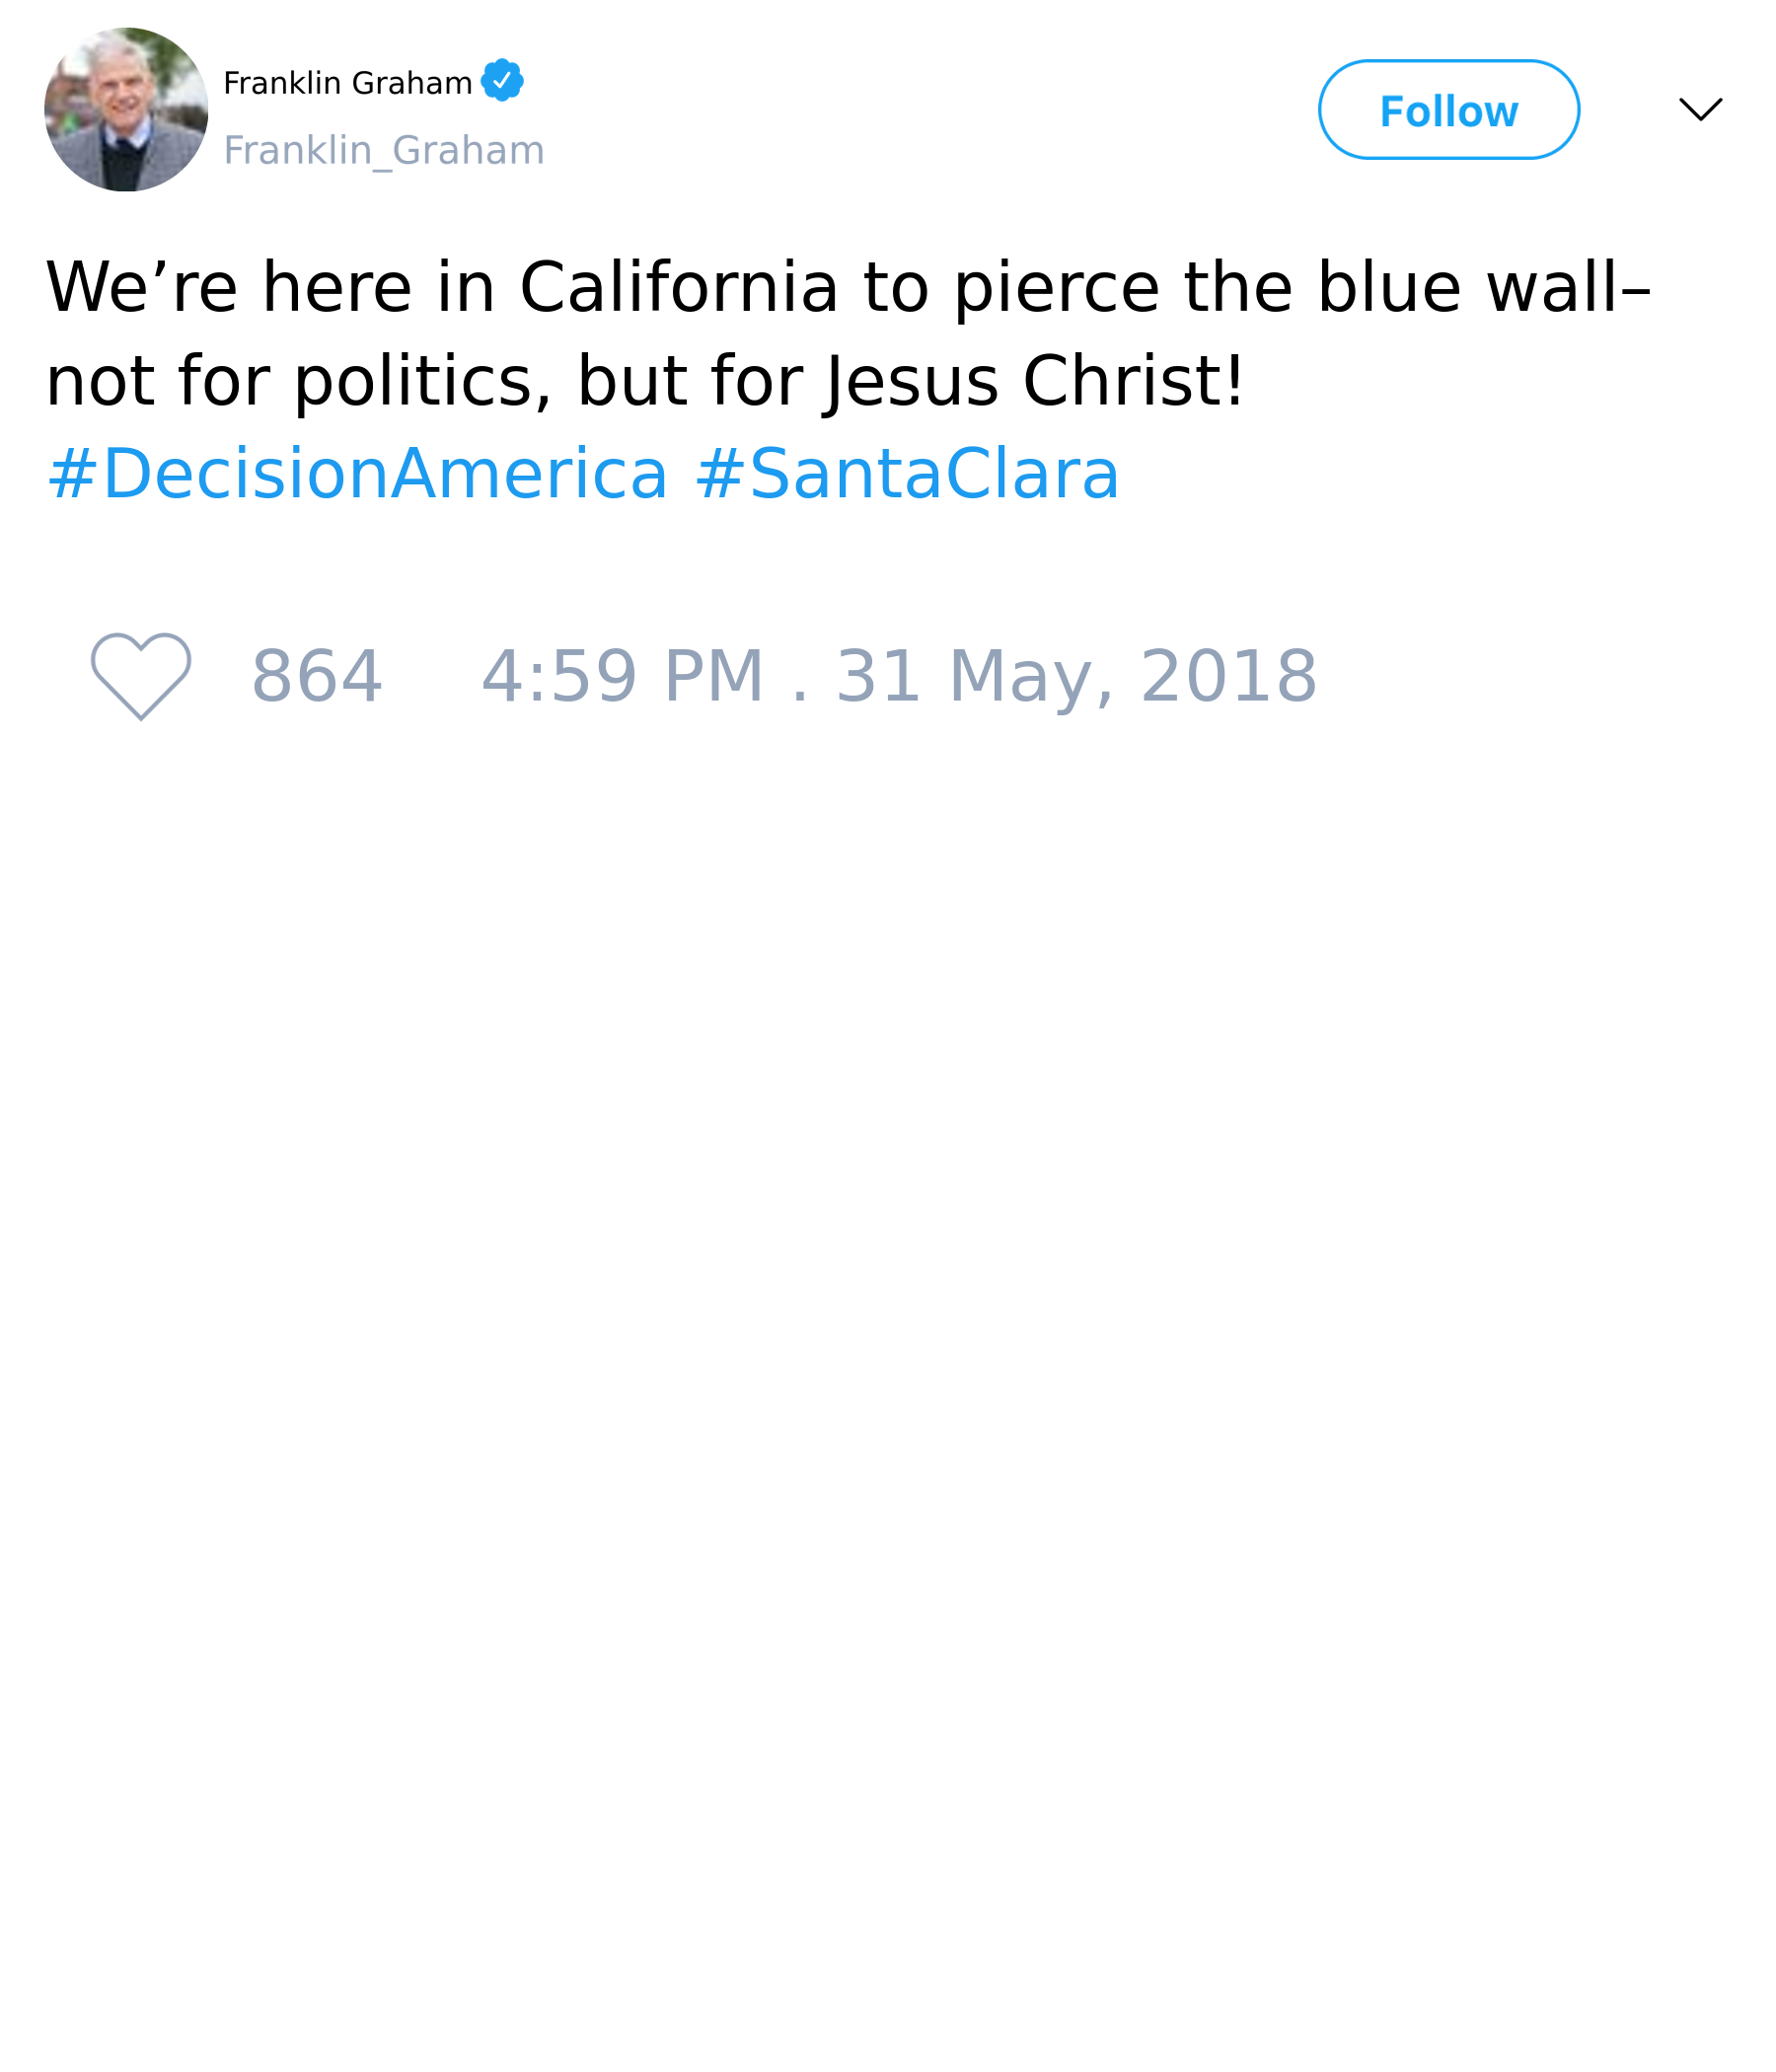 Franklin Graham
Franklin_Graham
Follow
We’re here in California to pierce the blue wall–
not for politics, but for Jesus Christ!
#DecisionAmerica #SantaClara
864 4:59 PM . 31 May, 2018